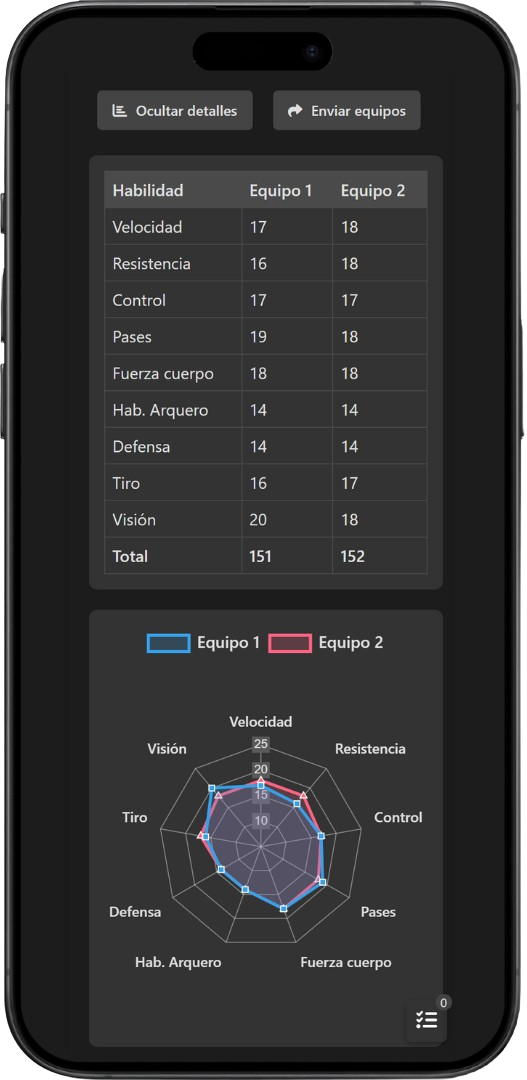 Ocultar detalles Enviar equipos
Habilidad Equipo 1 Equipo 2
Velocidad 17 18
Resistencia 16 18
Control 17 17
Pases 19 18
Fuerza cuerpo 18 18
Hab. Arquero 14 14
Defensa 14 14
Tiro 16 17
Visión 20 18
Total 151 152
Equipo 1 Equipo 2
Velocidad
Visión 25 Resistencia
20
15
Tiro 10 Control
Defensa Pases
Hab. Arquero Fuerza cuerpo
0